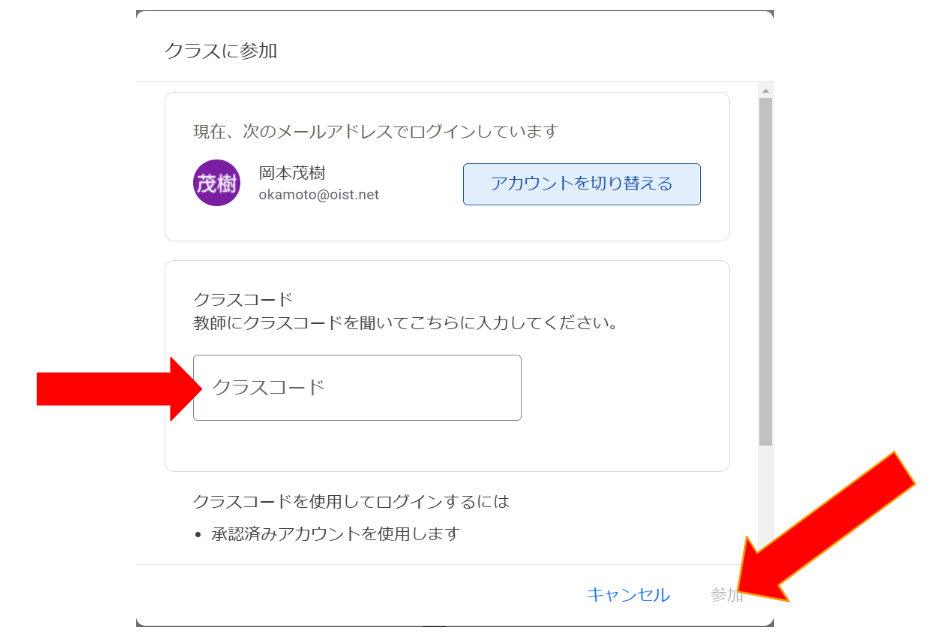 クラスに参加
現在、次のメールアドレスでログインしています
茂樹
岡本茂樹
okamoto@oist.net
アカウントを切り替える
クラスコード
教師にクラスコードを聞いてこちらに入力してください。
クラスコード
クラスコードを使用してログインするには
• 承認済みアカウントを使用します
キャンセル
参加